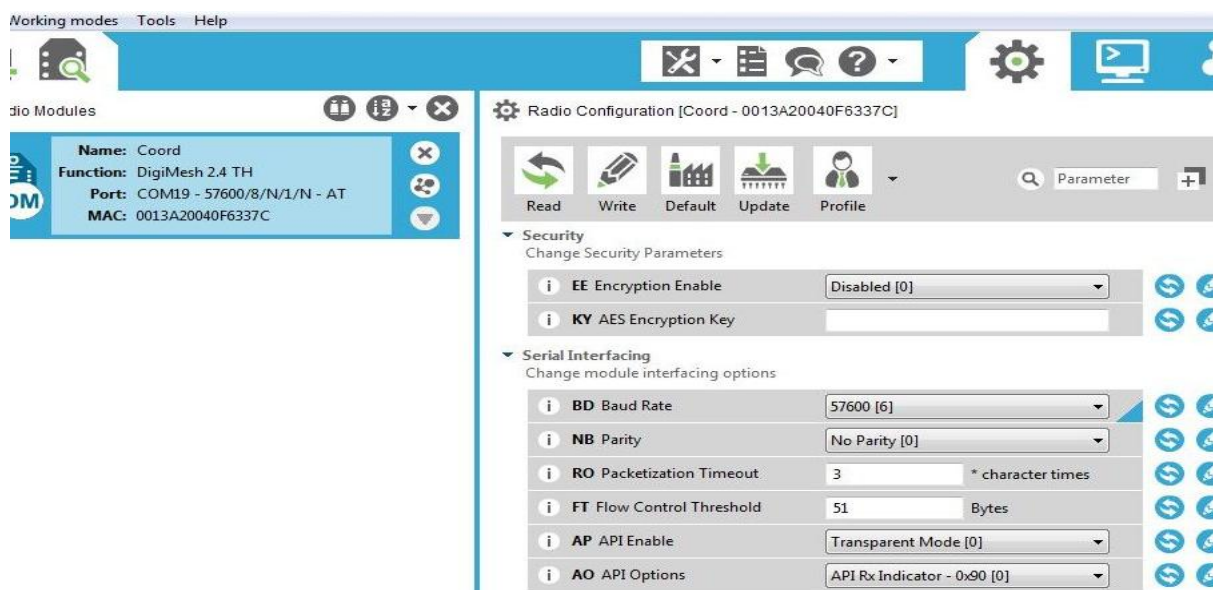 Working modes Tools Help
dio Modules
Name: Coord
Function: DigiMesh 2.4 TH
Port: COM19 - 57600/8/N/1/N - AT
MAC: 0013A20040F6337C
OM
Radio Configuration [Coord - 0013A20040F6337C]
Read Write Default Update Profile
Parameter
Security
Change Security Parameters
i EE Encryption Enable Disabled [0]
i KY AES Encryption Key
Serial Interfacing
Change module interfacing options
i BD Baud Rate 57600 [6]
i NB Parity No Parity [0]
i RO Packetization Timeout 3 * character times
i FT Flow Control Threshold 51 Bytes
i AP API Enable Transparent Mode [0]
i AO API Options API Rx Indicator - 0x90 [0]